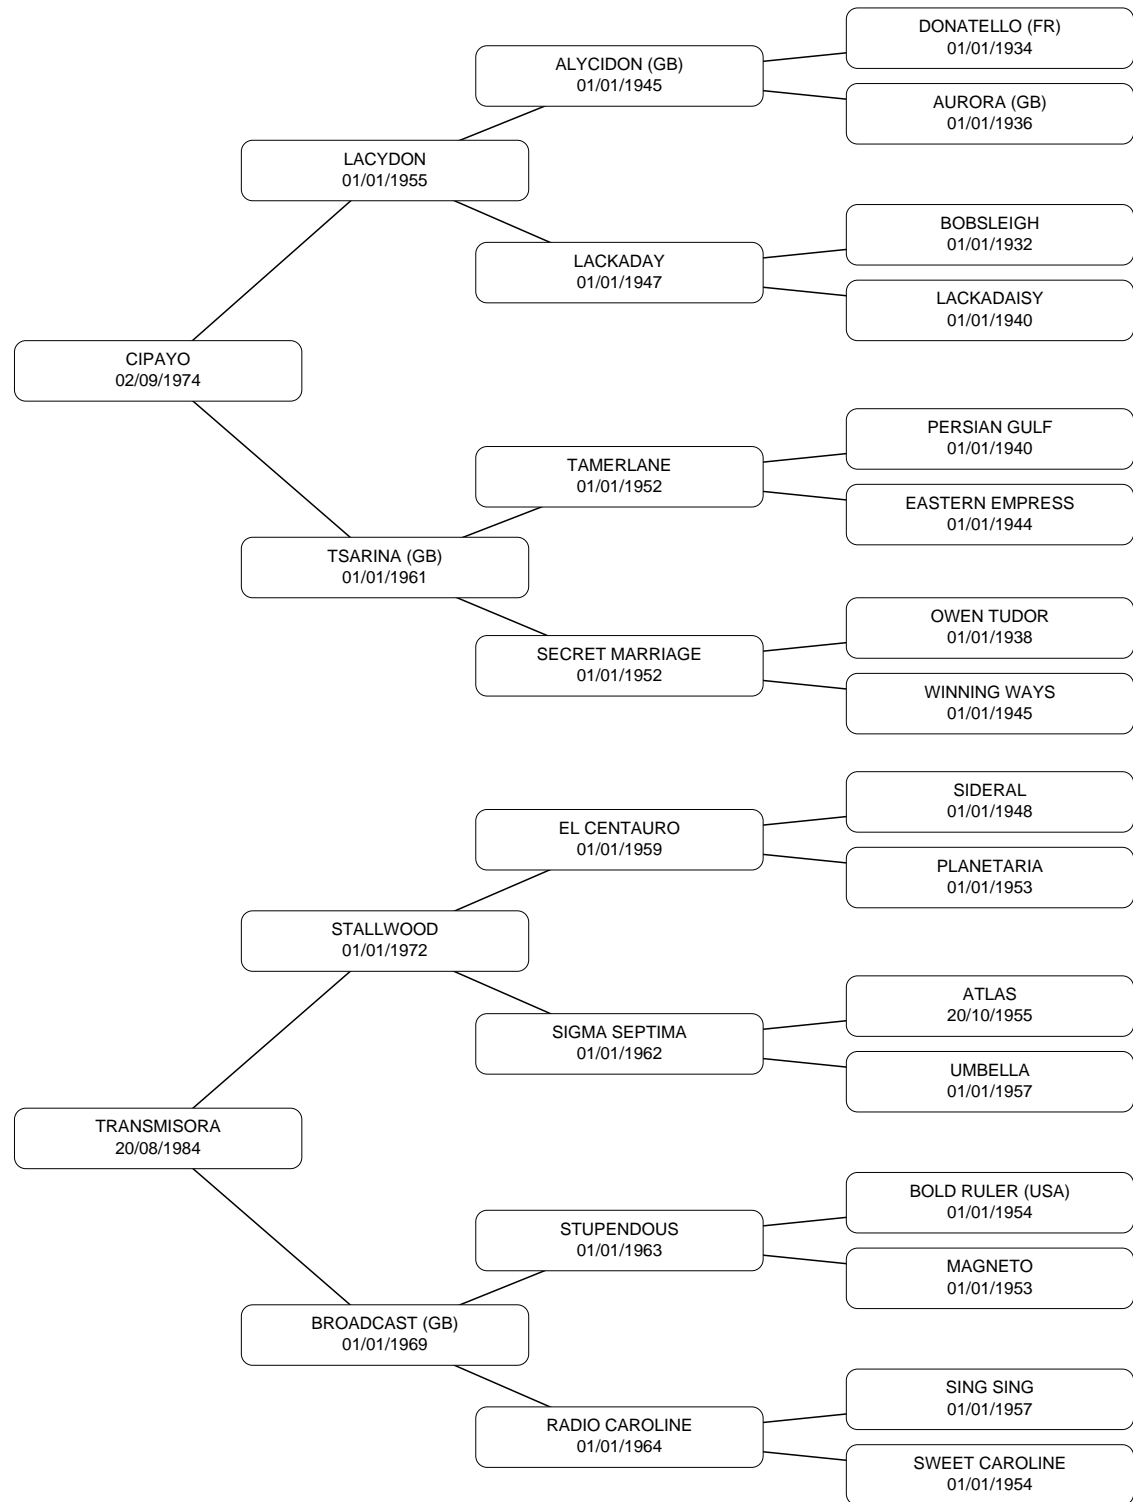 DONATELLO (FR)
01/01/1934
ALYCIDON (GB)
01/01/1945
AURORA (GB)
01/01/1936
LACYDON
01/01/1955
BOBSLEIGH
01/01/1932
LACKADAY
01/01/1947
LACKADAISY
01/01/1940
CIPAYO
02/09/1974
PERSIAN GULF
01/01/1940
TAMERLANE
01/01/1952
EASTERN EMPRESS
01/01/1944
TSARINA (GB)
01/01/1961
OWEN TUDOR
01/01/1938
SECRET MARRIAGE
01/01/1952
WINNING WAYS
01/01/1945
SIDERAL
01/01/1948
EL CENTAURO
01/01/1959
PLANETARIA
01/01/1953
STALLWOOD
01/01/1972
ATLAS
20/10/1955
SIGMA SEPTIMA
01/01/1962
UMBELLA
01/01/1957
TRANSMISORA
20/08/1984
BOLD RULER (USA)
01/01/1954
STUPENDOUS
01/01/1963
MAGNETO
01/01/1953
BROADCAST (GB)
01/01/1969
SING SING
01/01/1957
RADIO CAROLINE
01/01/1964
SWEET CAROLINE
01/01/1954